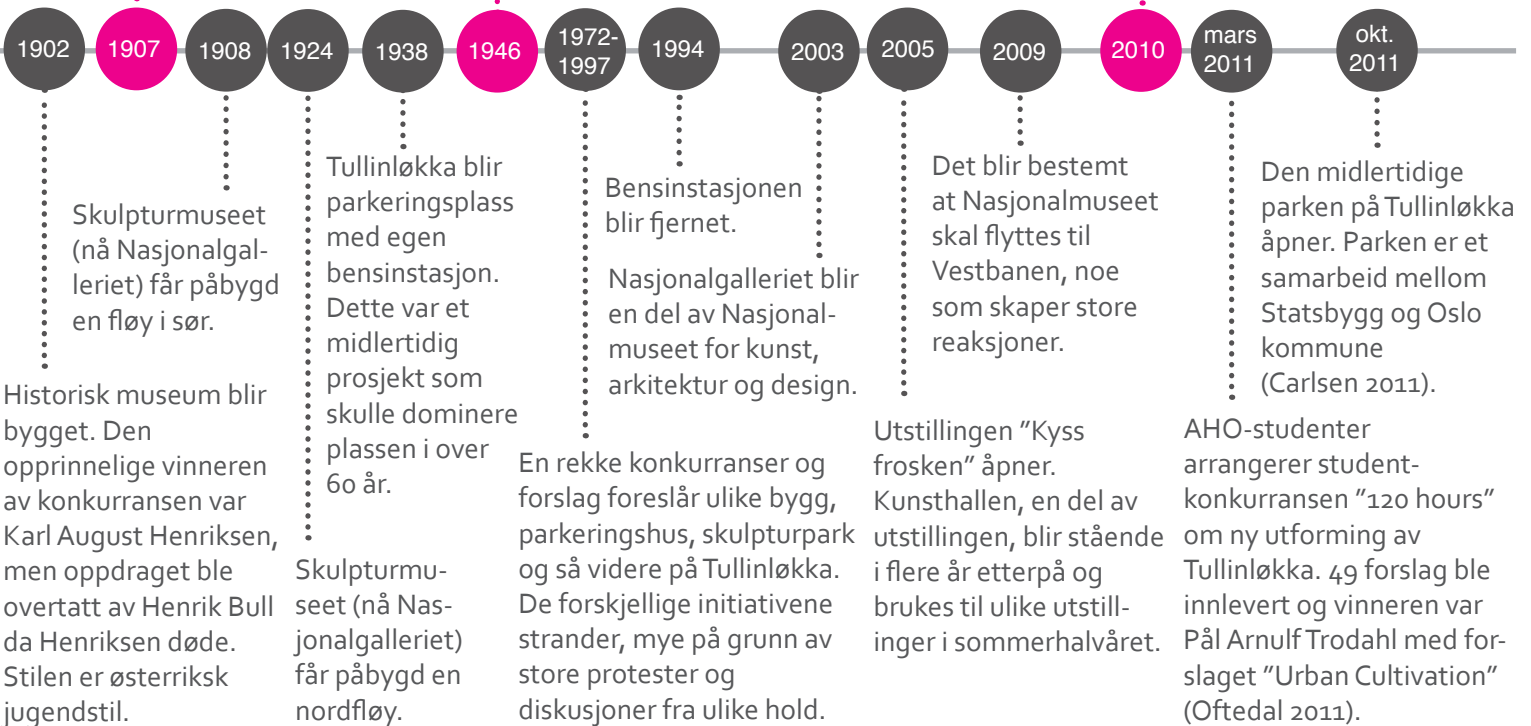 1902
1907
1908
1924
1938
1946
1972-
1997
1994
2003
2005
2009
2010
mars
2011
okt.
2011
Historisk museum blir
bygget. Den
opprinnelige vinneren
av konkurransen var
Karl August Henriksen,
men oppdraget ble
overtatt av Henrik Bull
da Henriksen døde.
Stilen er østerriksk
jugendstil.
Skulpturmuseet
(nå Nasjonalgal-
leriet) får påbygd
en fløy i sør.
Skulpturmu-
seet (nå Nas-
jonalgalleriet)
får påbygd en
nordfløy.
Tullinløkka blir
parkeringsplass
med egen
bensinstasjon.
Dette var et
midlertidig
prosjekt som
skulle dominere
plassen i over
60 år.
En rekke konkurranser og
forslag foreslår ulike bygg,
parkeringshus, skulpturpark
og så videre på Tullinløkka.
De forskjellige initiativene
strander, mye på grunn av
store protester og
diskusjoner fra ulike hold.
Bensinstasjonen
blir fjernet.
Nasjonalgalleriet blir
en del av Nasjonal-
museet for kunst,
arkitektur og design.
Utstillingen "Kyss
frosken" åpner.
Kunsthallen, en del av
utstillingen, blir stående
i flere år etterpå og
brukes til ulike utstill-
inger i sommerhalvåret.
Det blir bestemt
at Nasjonalmuseet
skal flyttes til
Vestbanen, noe
som skaper store
reaksjoner.
AHO-studenter
arrangerer student-
konkurransen "120 hours"
om ny utforming av
Tullinløkka. 49 forslag ble
innlevert og vinneren var
Pål Arnulf Trodahl med for-
slaget "Urban Cultivation"
(Oftedal 2011).
Den midlertidige
parken på Tullinløkka
åpner. Parken er et
samarbeid mellom
Statsbygg og Oslo
kommune
(Carlsen 2011).